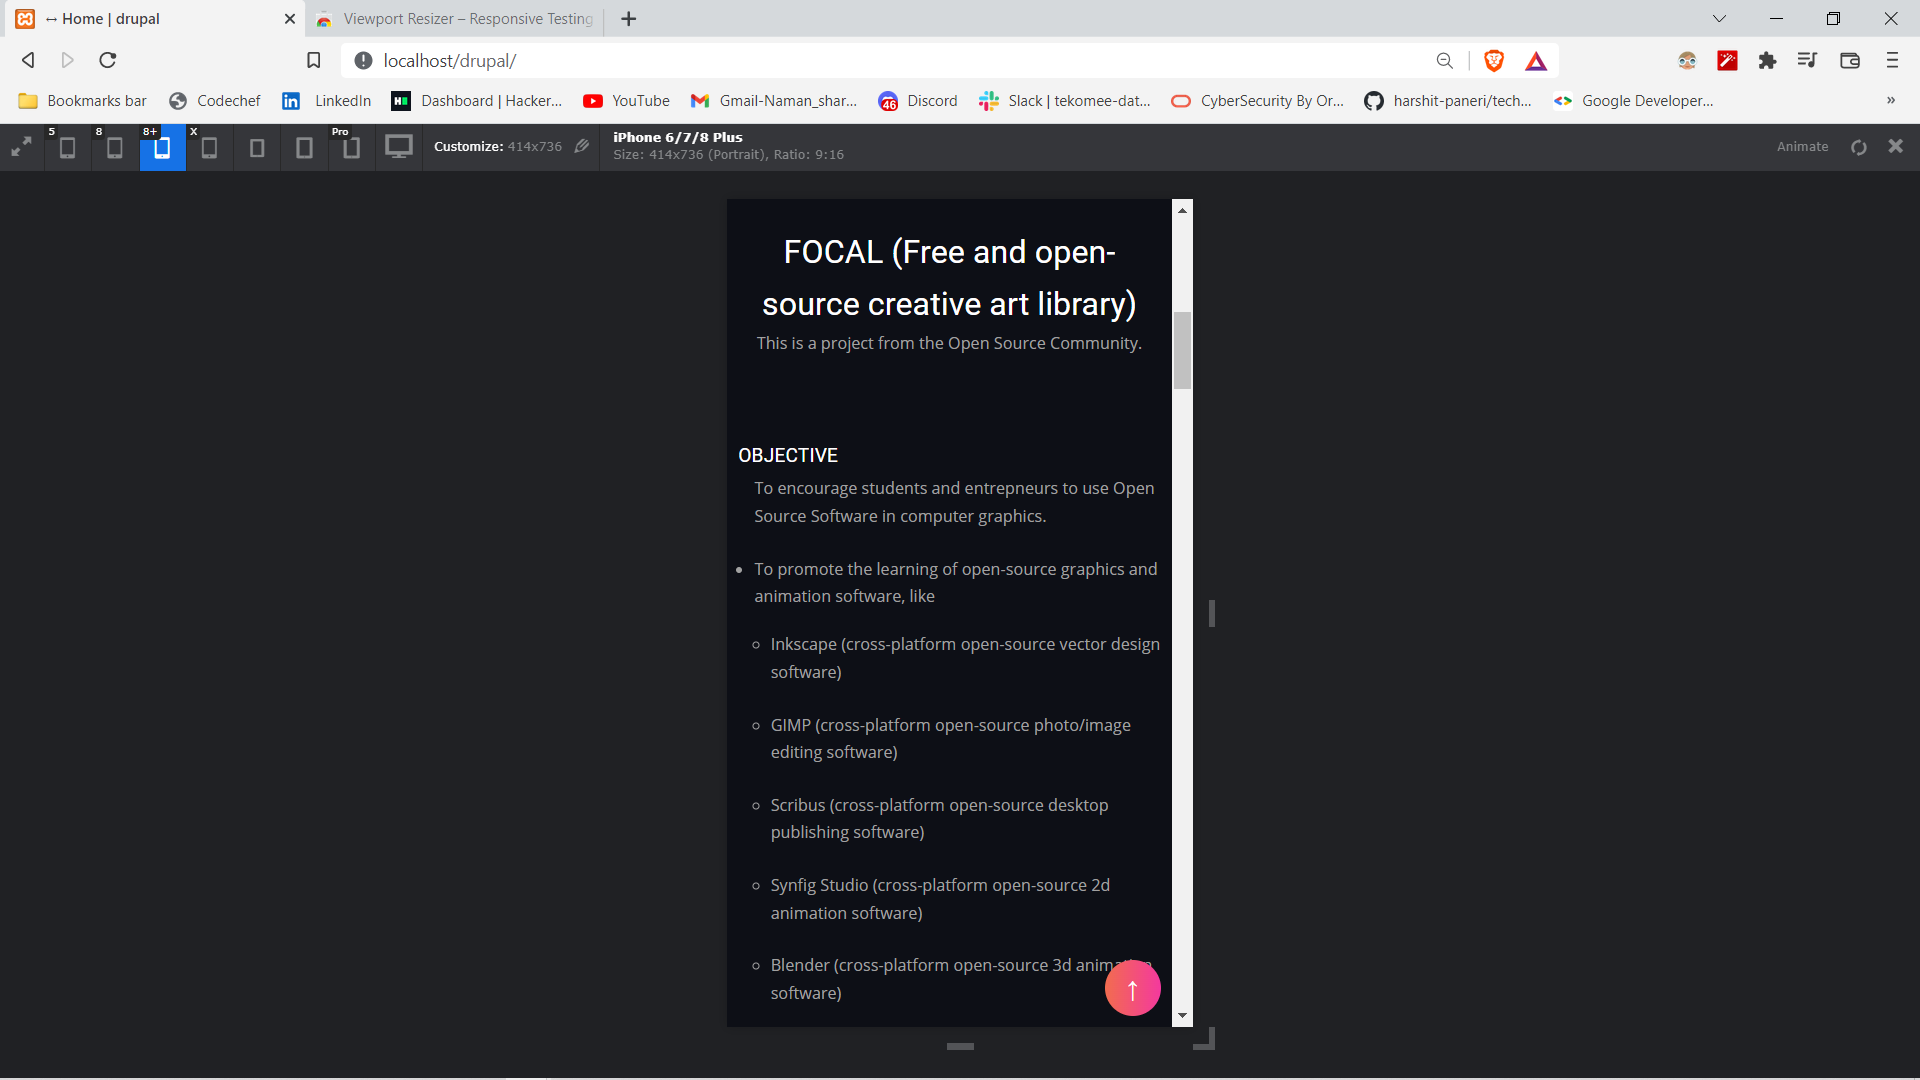 ↔ Home | drupal
Viewport Resizer – Responsive Testing
localhost/drupal/
Bookmarks bar
Codechef
LinkedIn
Dashboard | Hacker...
YouTube
Gmail-Naman_shar...
46
Discord
Slack | tekomee-dat...
CyberSecurity By Or...
harshit-paneri/tech...
Google Developer...
»
5
8
8+
X
Pro
Customize: 414x736
iPhone 6/7/8 Plus
Size: 414x736 (Portrait), Ratio: 9:16
Animate
FOCAL (Free and open-
source creative art library)
This is a project from the Open Source Community.
OBJECTIVE
To encourage students and entrepneurs to use Open
Source Software in computer graphics.
To promote the learning of open-source graphics and
animation software, like
Inkscape (cross-platform open-source vector design
software)
GIMP (cross-platform open-source photo/image
editing software)
Scribus (cross-platform open-source desktop
publishing software)
Synfig Studio (cross-platform open-source 2d
animation software)
Blender (cross-platform open-source 3d animation
software)
↑